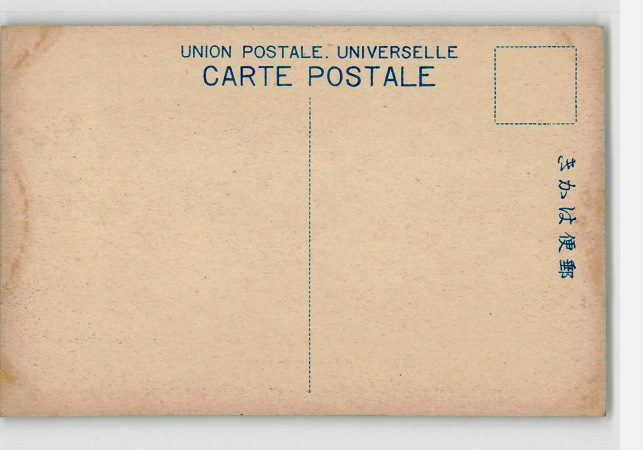 UNION POSTALE. UNIVERSELLE
CARTE POSTALE
きかは便郵